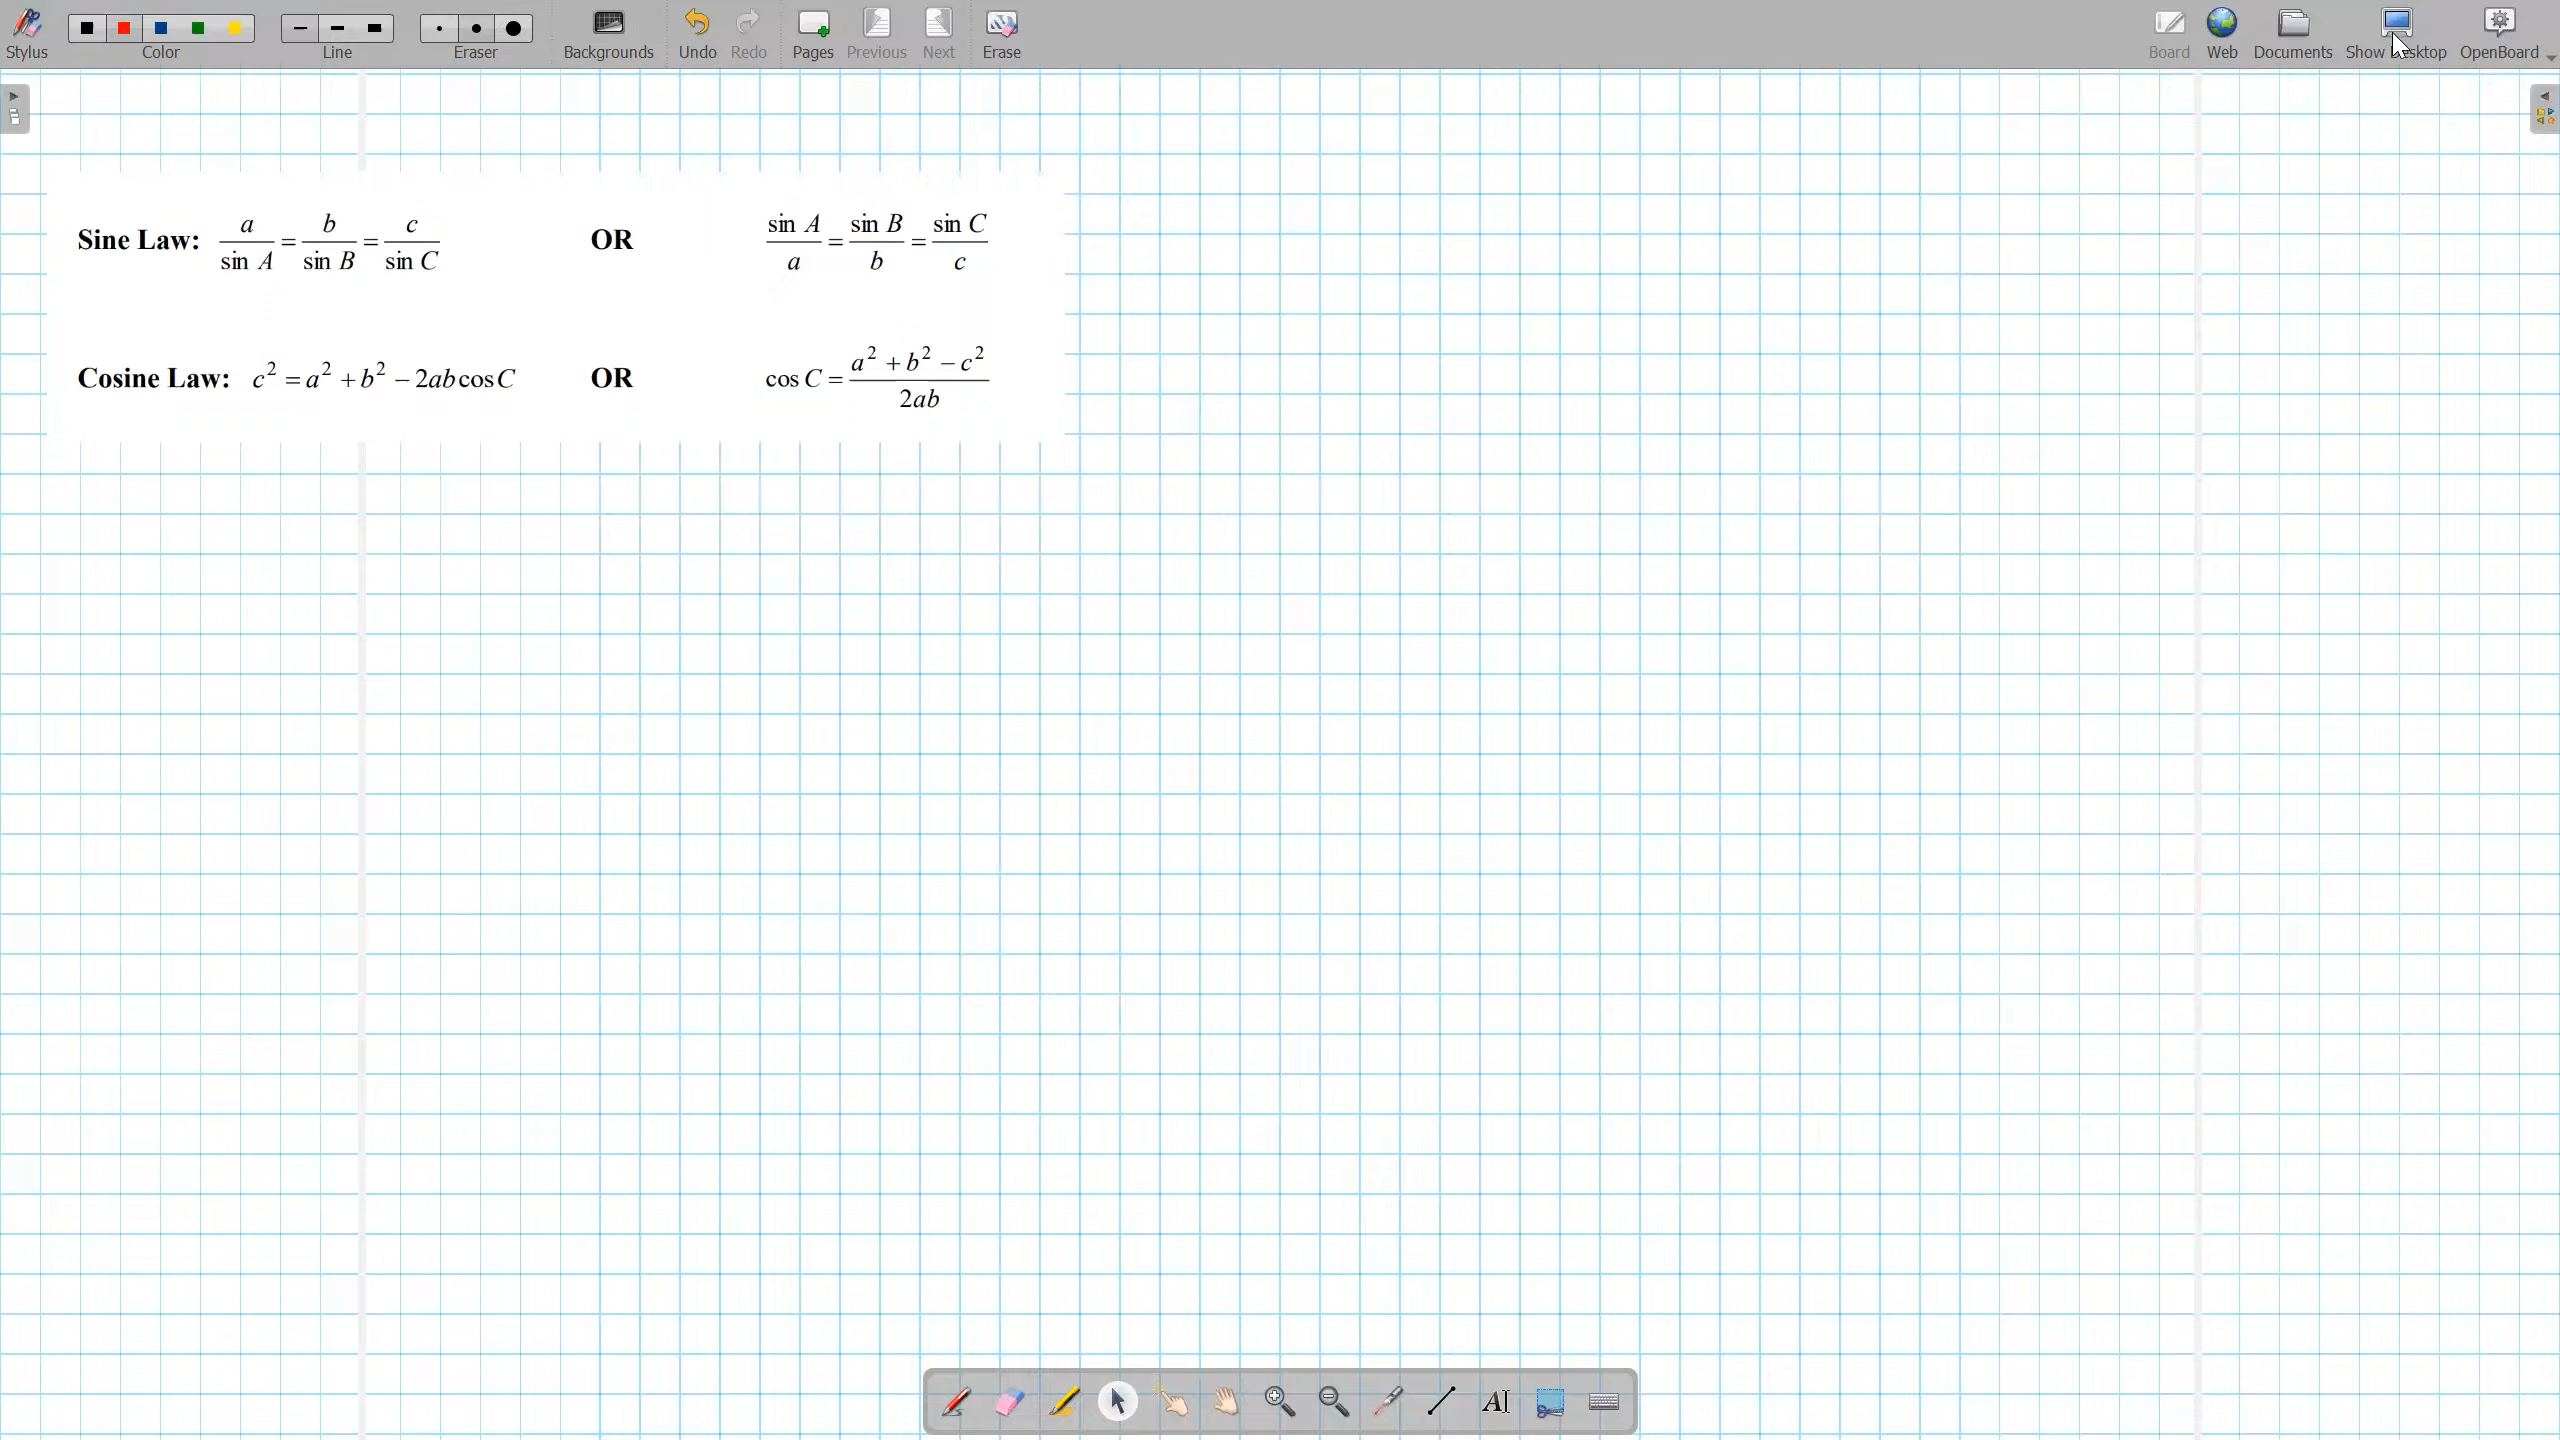 Stylus Color Line Eraser Backgrounds Undo Redo Pages Previous Next Erase Board Web Documents Show Desktop OpenBoard
Sine Law: a/sin A = b/sin B = c/sin C OR sin A/a = sin B/b = sin C/c
Cosine Law: c² = a² + b² − 2ab cos C OR cos C = (a² + b² − c²)/2ab
AI